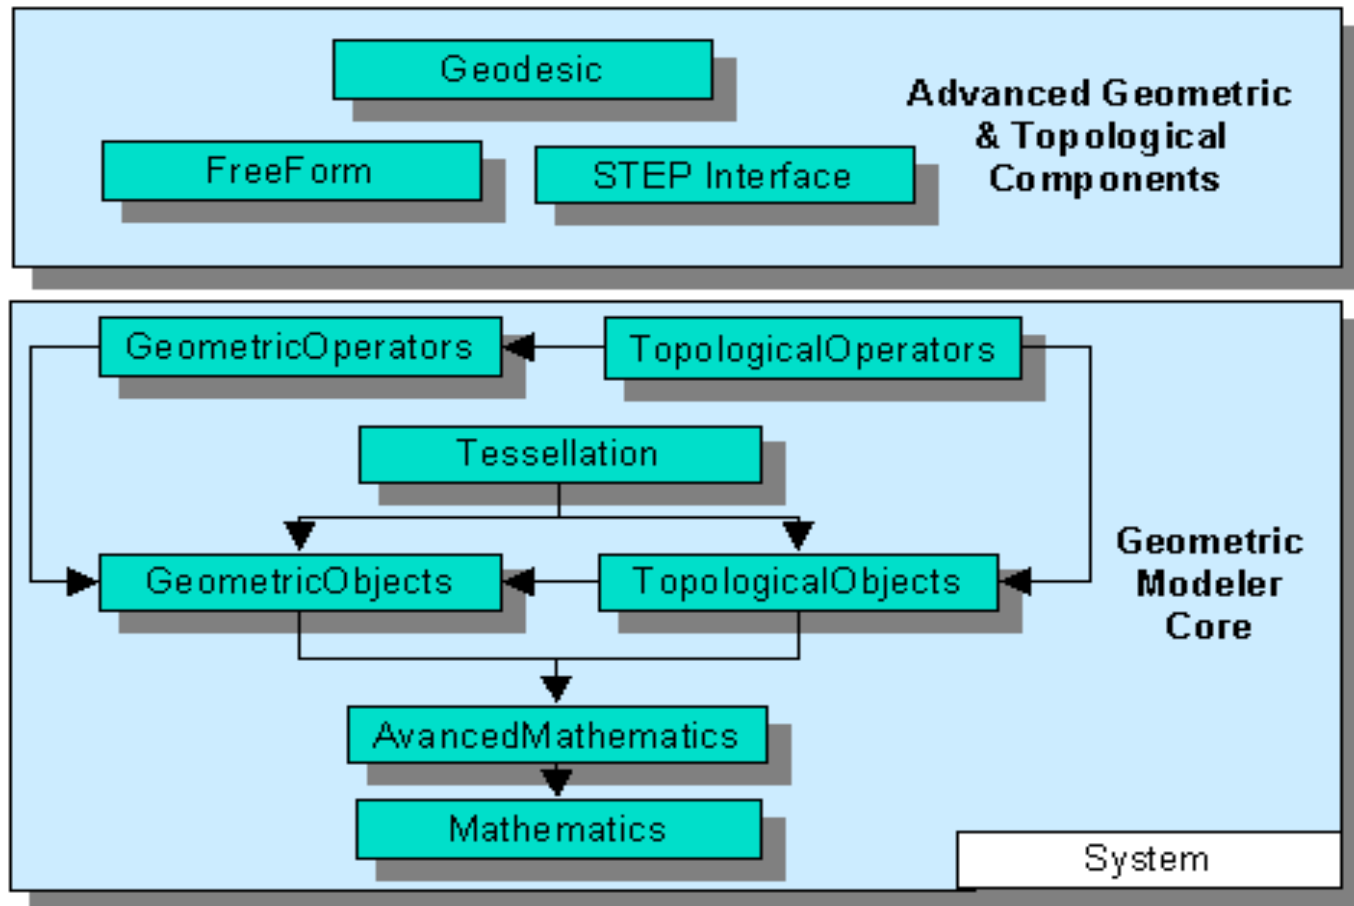 Geodesic
Advanced Geometric
& Topological
Components
FreeForm
STEP Interface
GeometricOperators
TopologicalOperators
Tessellation
Geometric
Modeler
Core
GeometricObjects
TopologicalObjects
AvancedMathematics
Mathematics
System